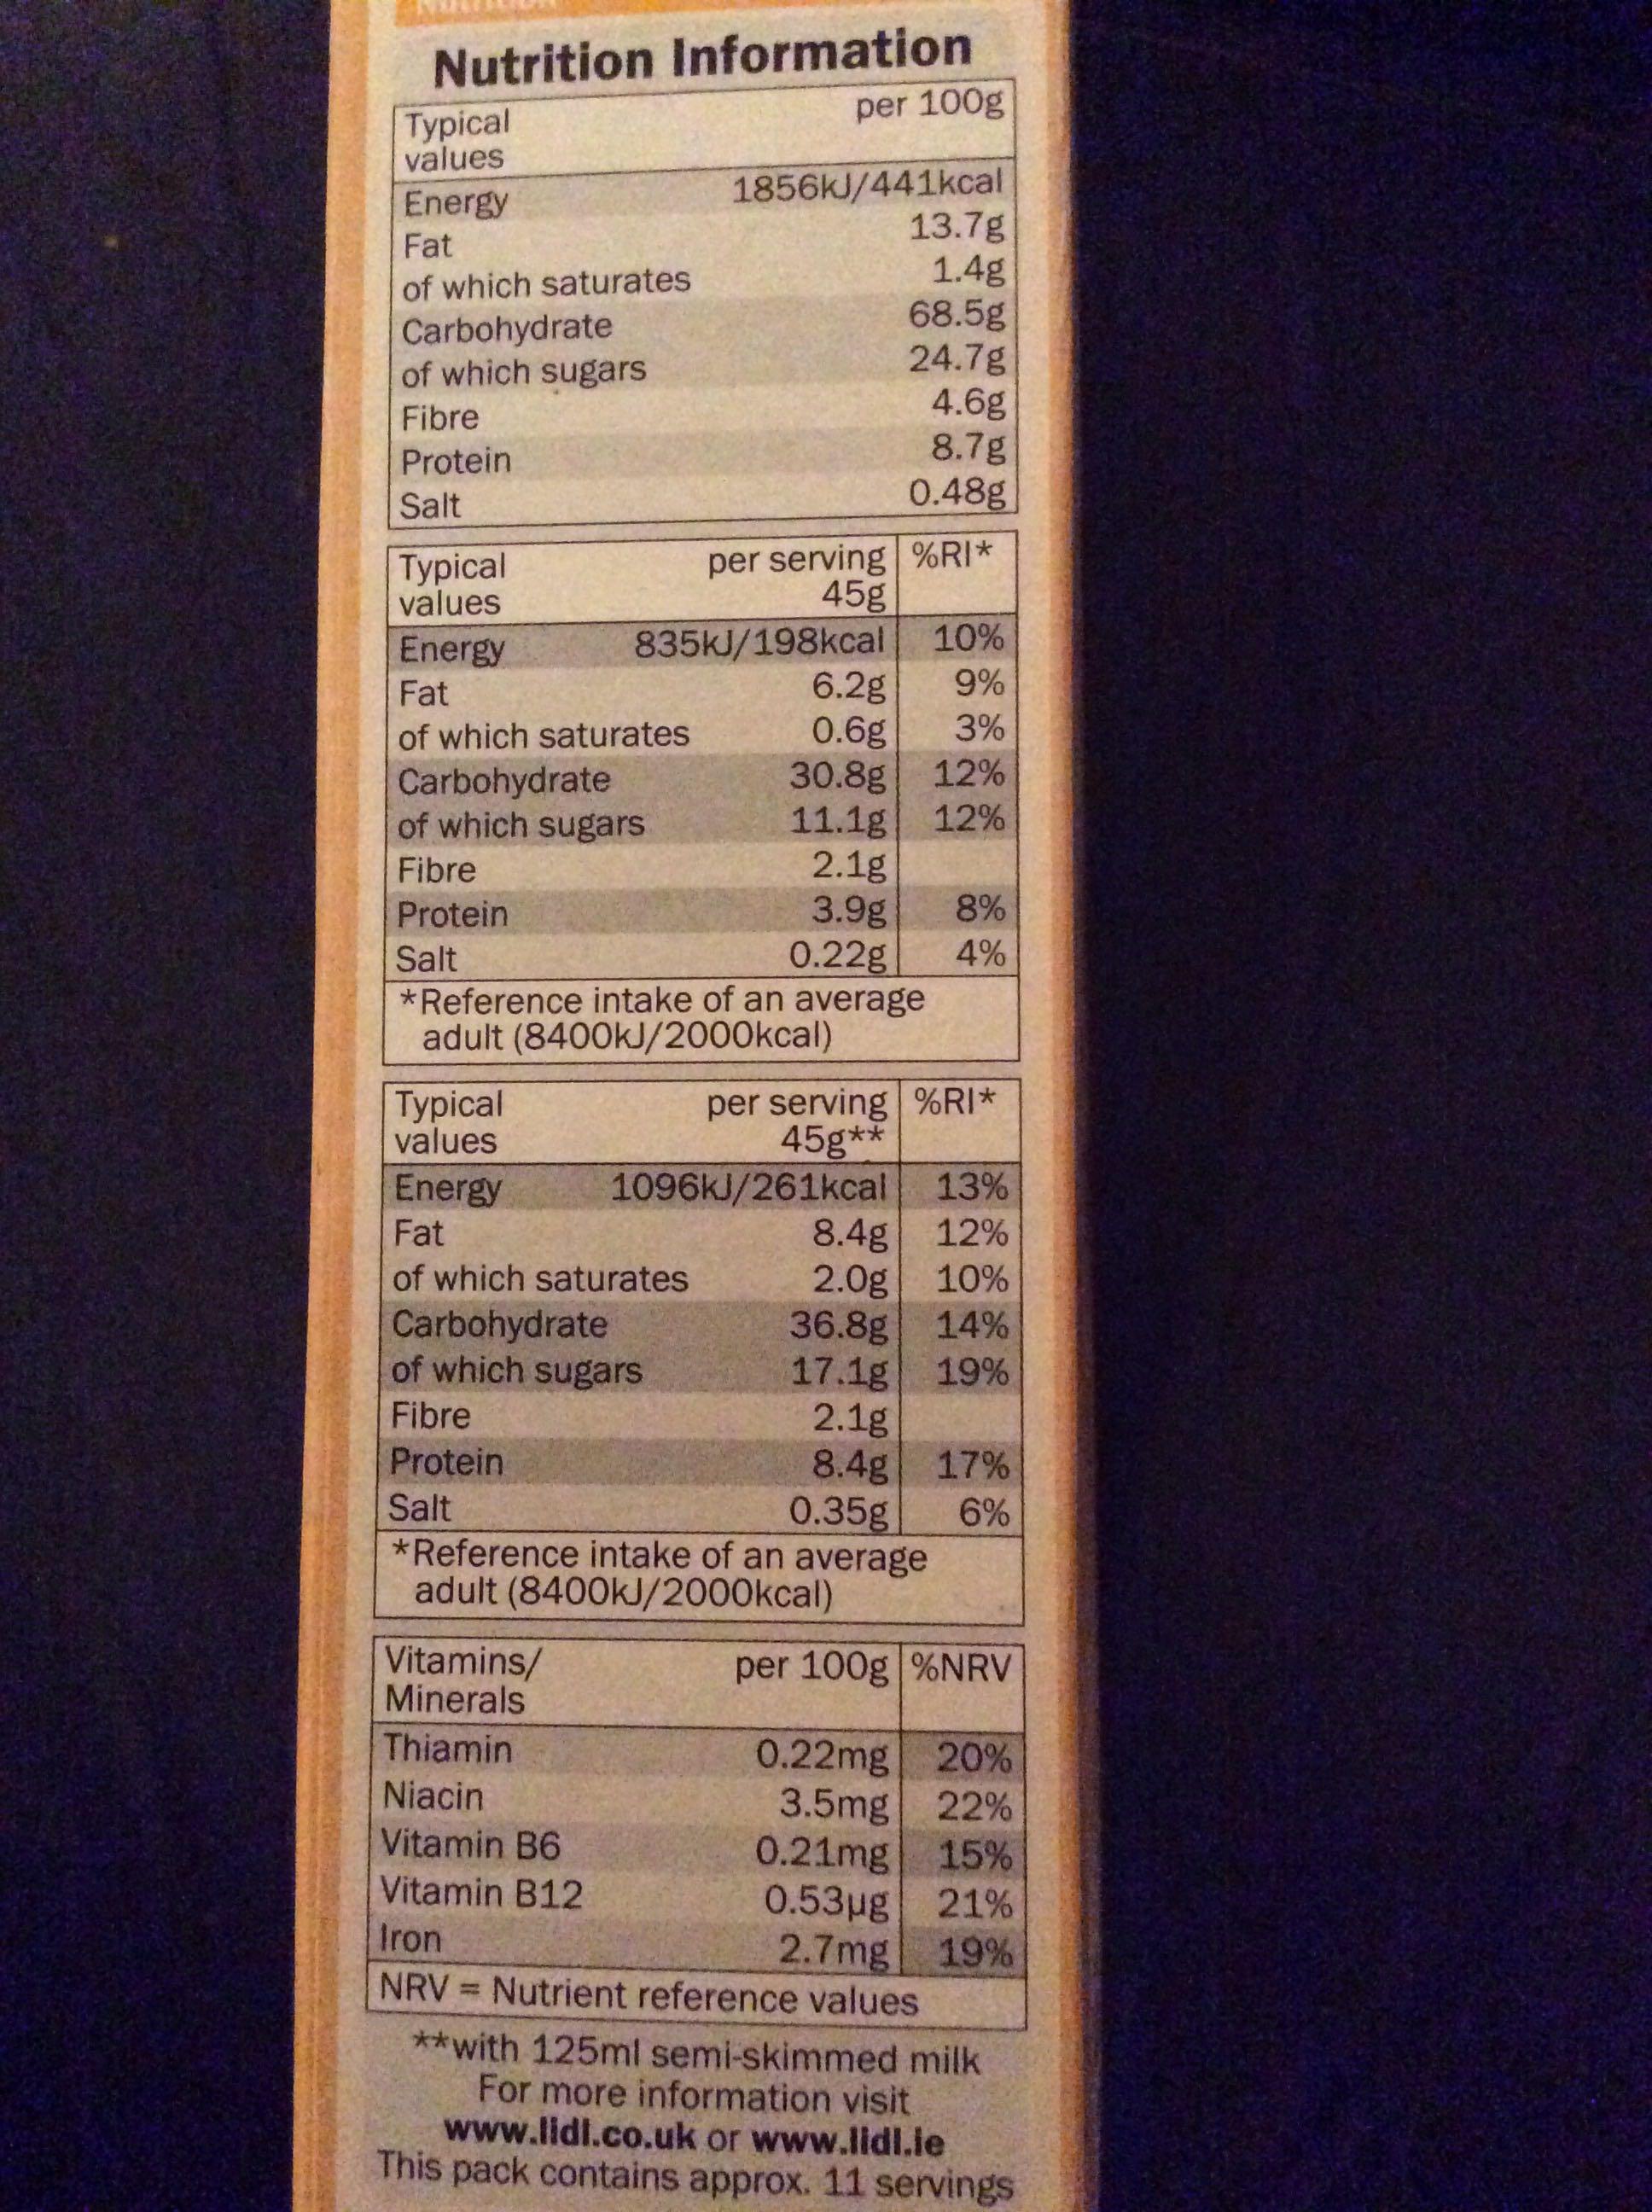 Nutrition
Nutrition Information
Typical values per 100g
Energy 1856kJ/441kcal
Fat 13.7g
of which saturates 1.4g
Carbohydrate 68.5g
of which sugars 24.7g
Fibre 4.6g
Protein 8.7g
Salt 0.48g
Typical values per serving 45g %RI*
Energy 835kJ/198kcal 10%
Fat 6.2g 9%
of which saturates 0.6g 3%
Carbohydrate 30.8g 12%
of which sugars 11.1g 12%
Fibre 2.1g
Protein 3.9g 8%
Salt 0.22g 4%
*Reference intake of an average
adult (8400kJ/2000kcal)
Typical values per serving 45g** %RI*
Energy 1096kJ/261kcal 13%
Fat 8.4g 12%
of which saturates 2.0g 10%
Carbohydrate 36.8g 14%
of which sugars 17.1g 19%
Fibre 2.1g
Protein 8.4g 17%
Salt 0.35g 6%
*Reference intake of an average
adult (8400kJ/2000kcal)
Vitamins/ Minerals per 100g %NRV
Thiamin 0.22mg 20%
Niacin 3.5mg 22%
Vitamin B6 0.21mg 15%
Vitamin B12 0.53µg 21%
Iron 2.7mg 19%
NRV = Nutrient reference values
**with 125ml semi-skimmed milk
For more information visit
www.lidl.co.uk or www.lidl.ie
This pack contains approx. 11 servings